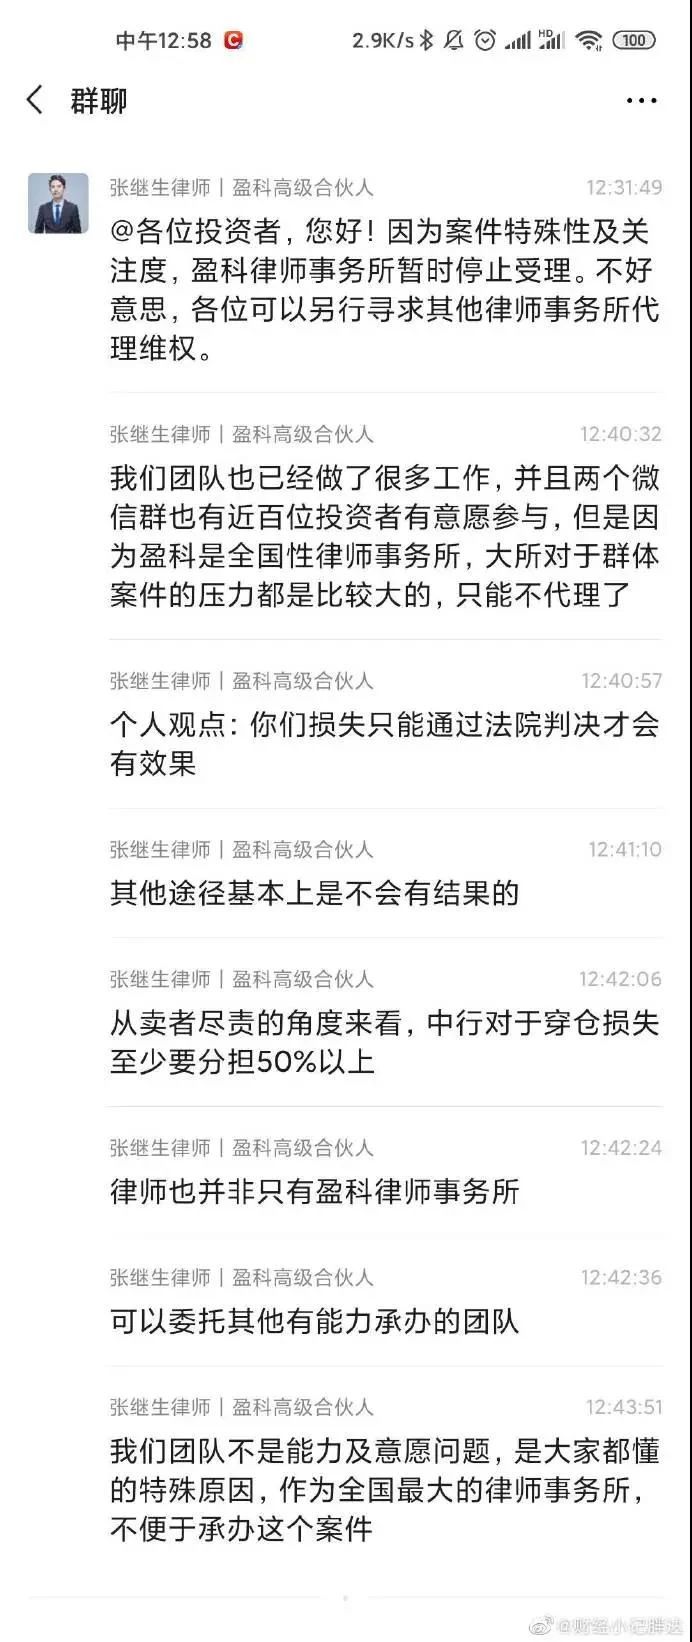 中午12:58
2.9K/s
HD
100
群聊
张继生律师｜盈科高级合伙人
12:31:49
@各位投资者，您好！因为案件特殊性及关
注度，盈科律师事务所暂时停止受理。不好
意思，各位可以另行寻求其他律师事务所代
理维权。
张继生律师｜盈科高级合伙人
12:40:32
我们团队也已经做了很多工作，并且两个微
信群也有近百位投资者有意愿参与，但是因
为盈科是全国性律师事务所，大所对于群体
案件的压力都是比较大的，只能不代理了
张继生律师｜盈科高级合伙人
12:40:57
个人观点：你们损失只能通过法院判决才会
有效果
张继生律师｜盈科高级合伙人
12:41:10
其他途径基本上是不会有结果的
张继生律师｜盈科高级合伙人
12:42:06
从卖者尽责的角度来看，中行对于穿仓损失
至少要分担50%以上
张继生律师｜盈科高级合伙人
12:42:24
律师也并非只有盈科律师事务所
张继生律师｜盈科高级合伙人
12:42:36
可以委托其他有能力承办的团队
张继生律师｜盈科高级合伙人
12:43:51
我们团队不是能力及意愿问题，是大家都懂
的特殊原因，作为全国最大的律师事务所，
不便于承办这个案件
@财经小记胖达